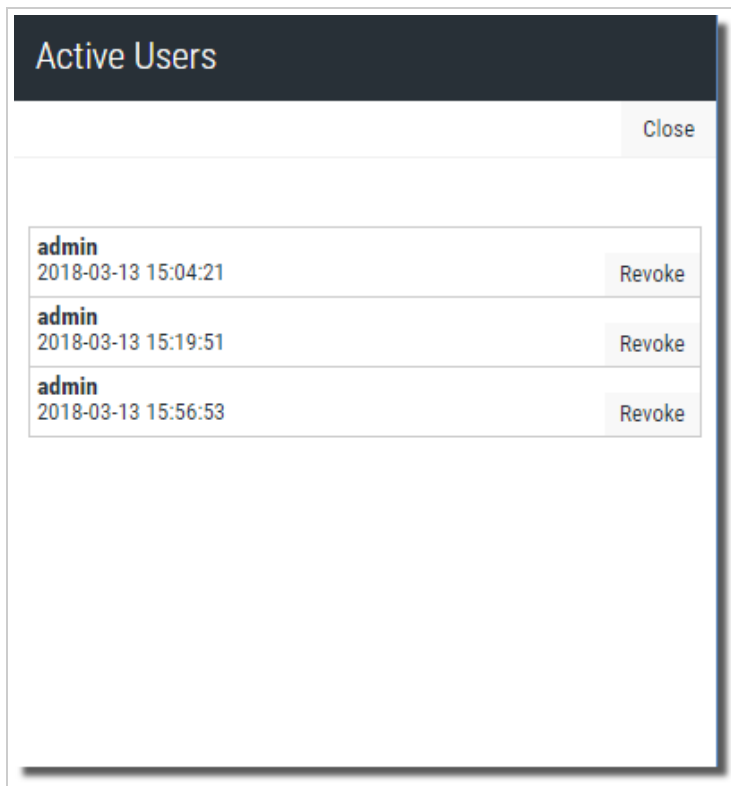 Active Users
Close
admin
2018-03-13 15:04:21
Revoke
admin
2018-03-13 15:19:51
Revoke
admin
2018-03-13 15:56:53
Revoke